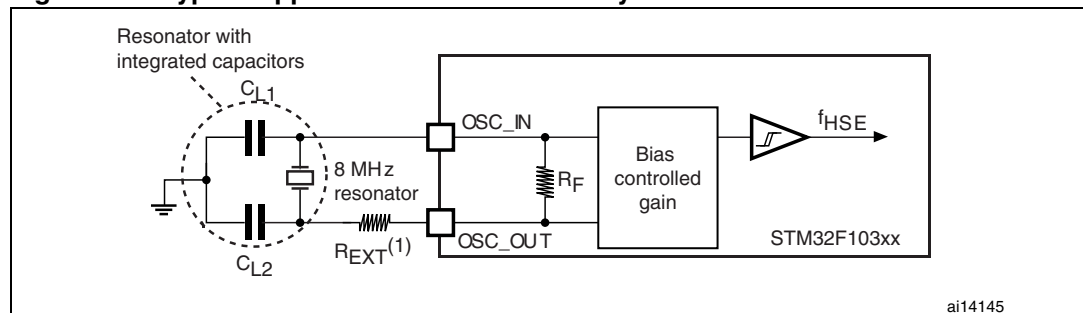 Resonator with
integrated capacitors
CL1
OSC_IN
fHSE
8 MHz
resonator
RF
Bias
controlled
gain
REXT(1)
OSC_OUT
STM32F103xx
CL2
ai14145